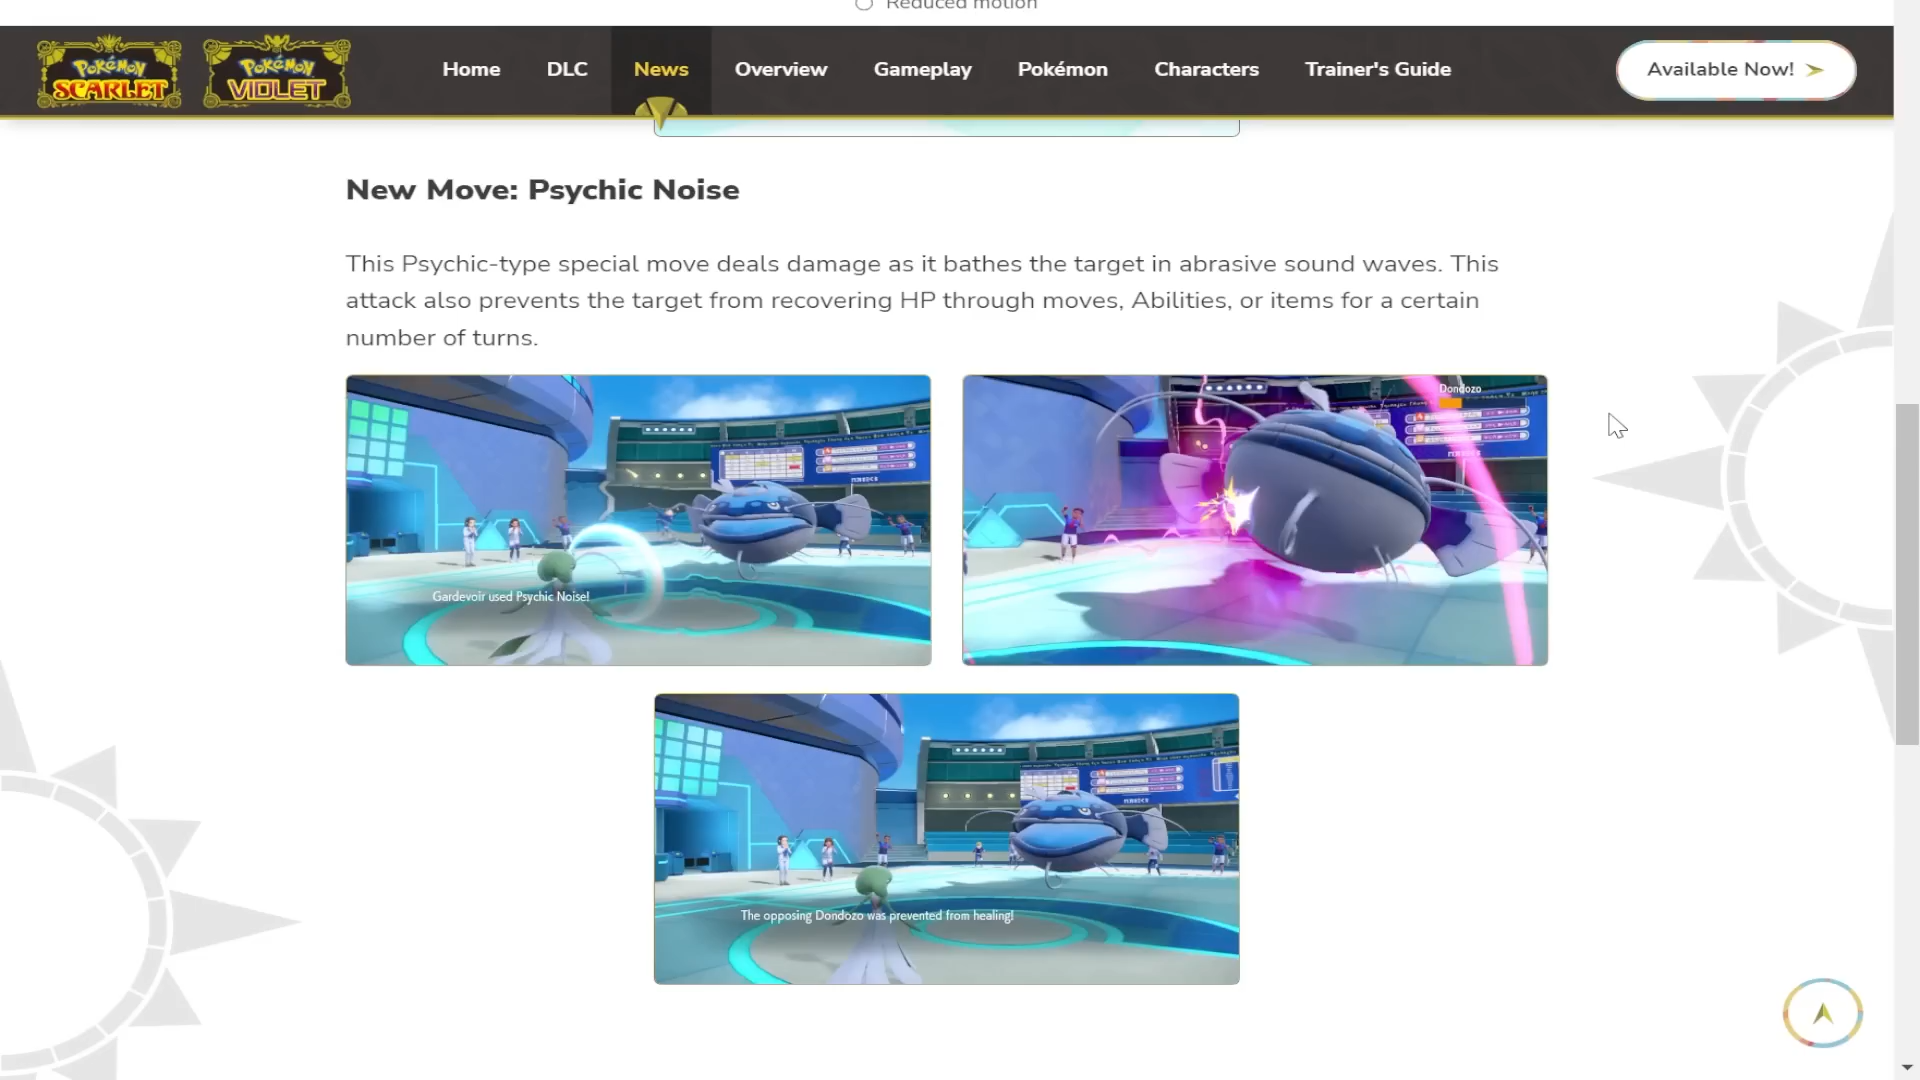 Reduced motion
Pokémon SCARLET
Pokémon VIOLET
Home
DLC
News
Overview
Gameplay
Pokémon
Characters
Trainer's Guide
Available Now!
New Move: Psychic Noise
This Psychic-type special move deals damage as it bathes the target in abrasive sound waves. This
attack also prevents the target from recovering HP through moves, Abilities, or items for a certain
number of turns.
Gardevoir used Psychic Noise!
Dondozo
The opposing Dondozo was prevented from healing!